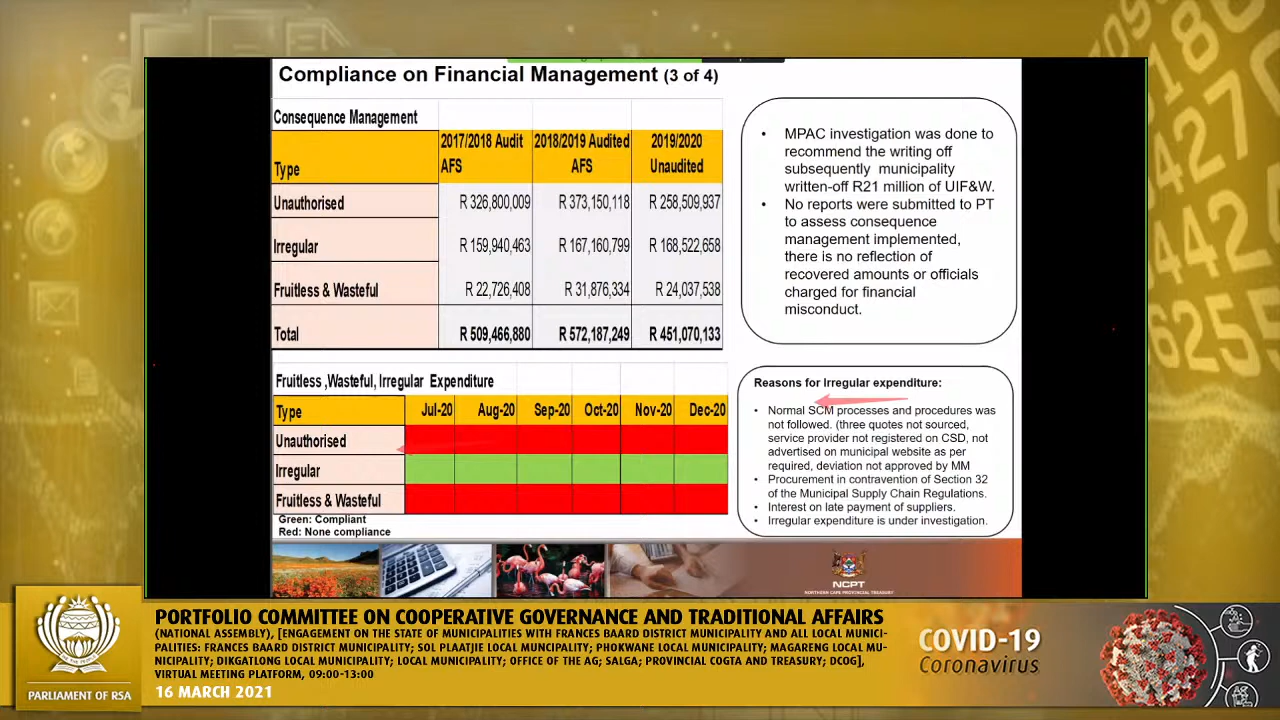 Compliance on Financial Management (3 of 4)
Consequence Management
Type 2017/2018 Audit AFS 2018/2019 Audited AFS 2019/2020 Unaudited
Unauthorised R 326,800,009 R 373,150,118 R 258,509,937
Irregular R 159,940,463 R 167,160,799 R 168,522,658
Fruitless & Wasteful R 22,726,408 R 31,876,334 R 24,037,538
Total R 509,466,880 R 572,187,249 R 451,070,133
• MPAC investigation was done to
recommend the writing off
subsequently municipality
written-off R21 million of UIF&W.
• No reports were submitted to PT
to assess consequence
management implemented,
there is no reflection of
recovered amounts or officials
charged for financial
misconduct.
Fruitless ,Wasteful, Irregular Expenditure
Type Jul-20 Aug-20 Sep-20 Oct-20 Nov-20 Dec-20
Unauthorised
Irregular
Fruitless & Wasteful
Green: Compliant
Red: None compliance
Reasons for Irregular expenditure:
• Normal SCM processes and procedures was
not followed. (three quotes not sourced,
service provider not registered on CSD, not
advertised on municipal website as per
required, deviation not approved by MM
• Procurement in contravention of Section 32
of the Municipal Supply Chain Regulations.
• Interest on late payment of suppliers.
• Irregular expenditure is under investigation.
NCPT
NORTHERN CAPE PROVINCIAL TREASURY
PARLIAMENT OF RSA
PORTFOLIO COMMITTEE ON COOPERATIVE GOVERNANCE AND TRADITIONAL AFFAIRS
(NATIONAL ASSEMBLY), [ENGAGEMENT ON THE STATE OF MUNICIPALITIES WITH FRANCES BAARD DISTRICT MUNICIPALITY AND ALL LOCAL MUNICI-
PALITIES: FRANCES BAARD DISTRICT MUNICIPALITY; SOL PLAATJIE LOCAL MUNCIPALITY; PHOKWANE LOCAL MUNICIPALITY; MAGARENG LOCAL MU-
NICIPALITY; DIKGATLONG LOCAL MUNICIPALITY; LOCAL MUNICIPALITY; OFFICE OF THE AG; SALGA; PROVINCIAL COGTA AND TREASURY; DCOG],
VIRTUAL MEETING PLATFORM, 09:00-13:00
16 MARCH 2021
COVID-19
Coronavirus